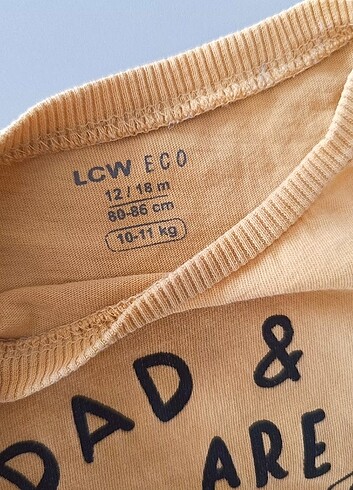 LCW ECO
12 / 18 m
80-86 cm
10-11 kg
DAD &
ARE